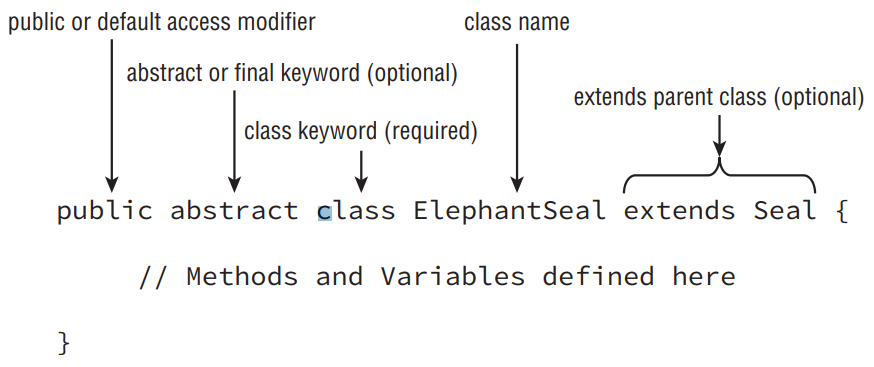 public or default access modifier
class name
abstract or final keyword (optional)
extends parent class (optional)
class keyword (required)
public abstract class ElephantSeal extends Seal {
// Methods and Variables defined here
}